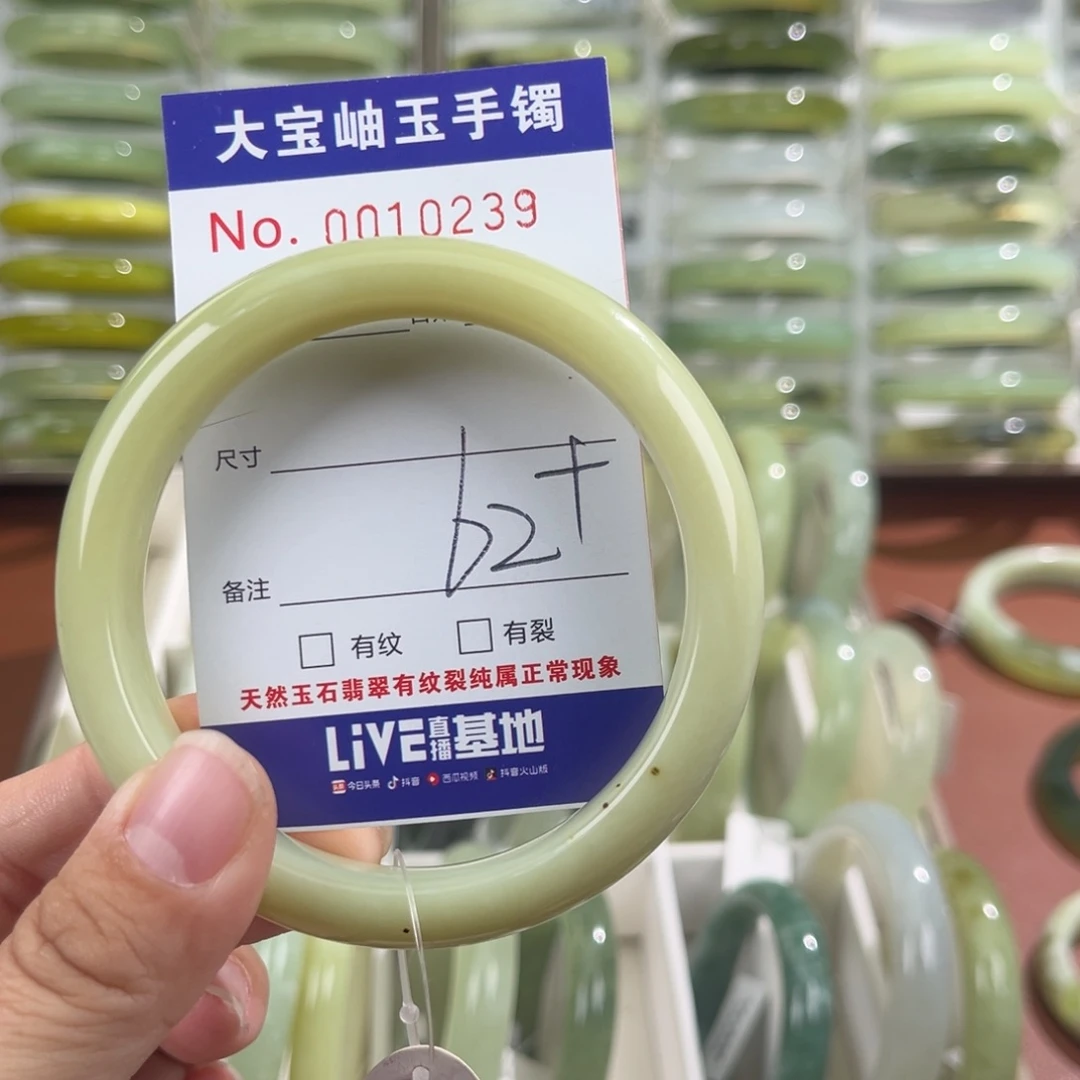 大宝岫玉手镯
No. 0010239
尺寸
62+
备注
□ 有纹 □ 有裂
天然玉石翡翠有纹裂纯属正常现象
LiVE直播基地
今日头条 抖音 西瓜视频 抖音火山版